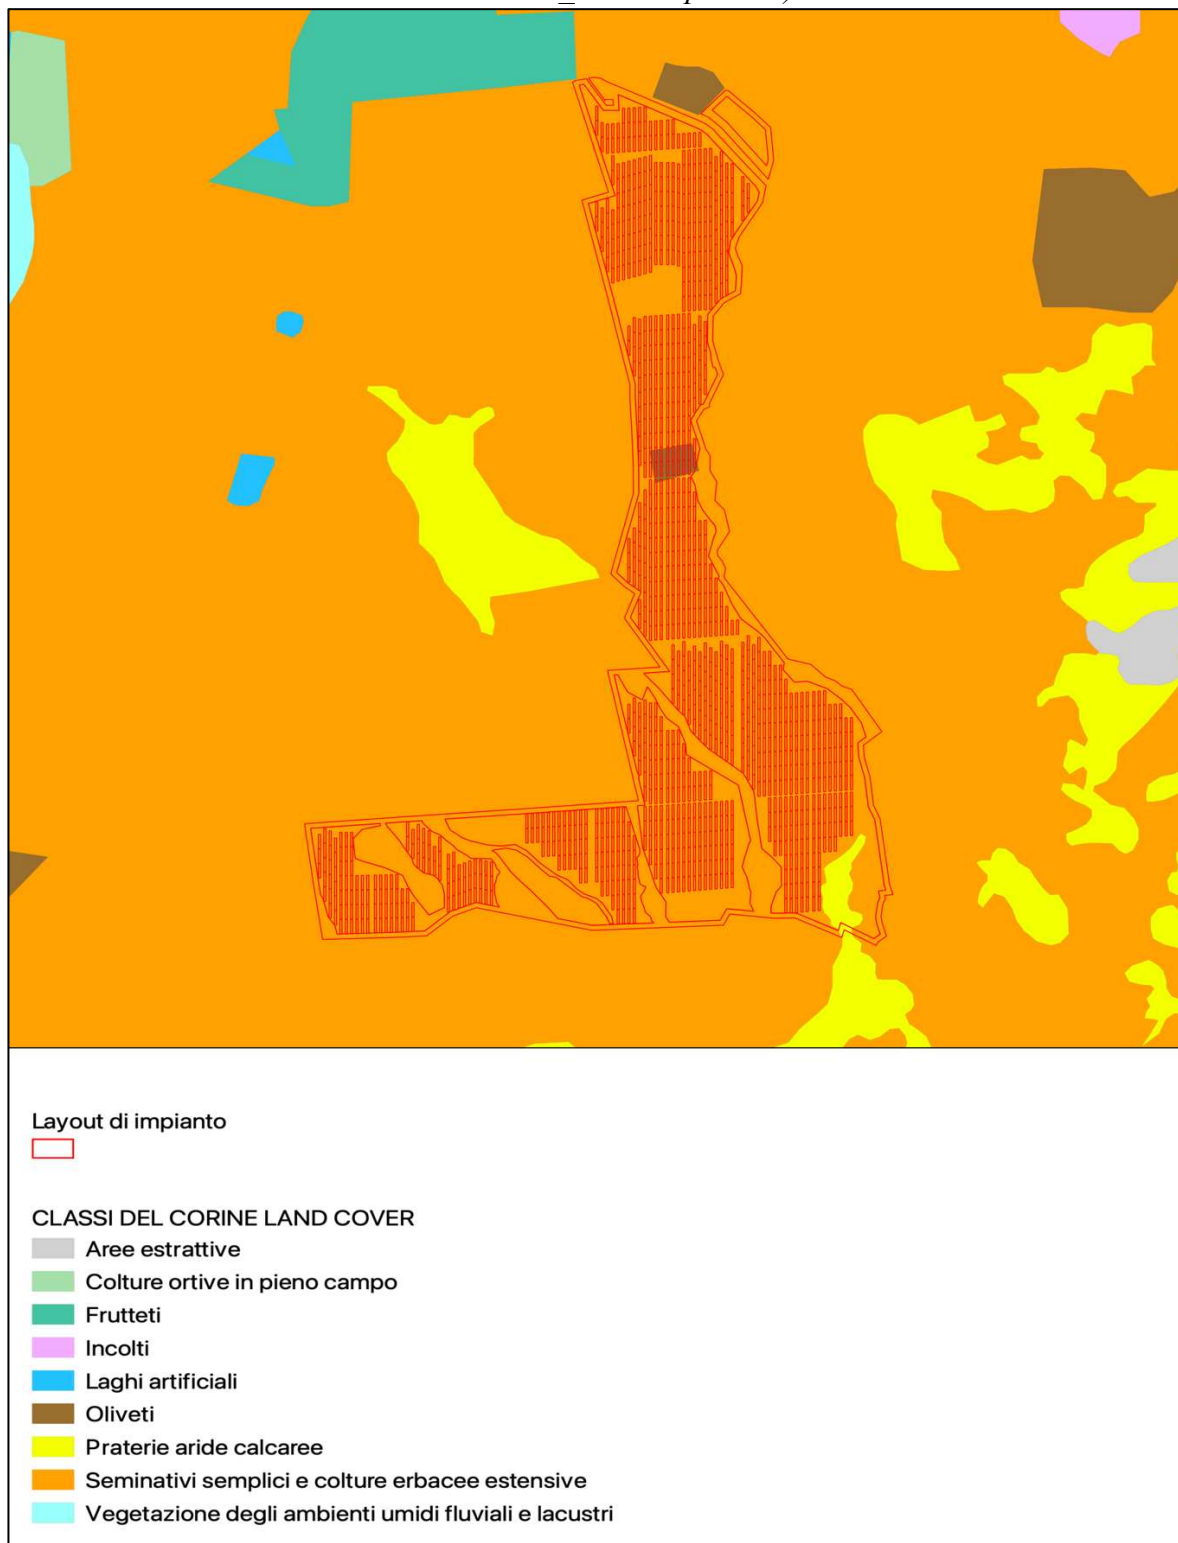 Layout di impianto
CLASSI DEL CORINE LAND COVER
Aree estrattive
Colture ortive in pieno campo
Frutteti
Incolti
Laghi artificiali
Oliveti
Praterie aride calcaree
Seminativi semplici e colture erbacee estensive
Vegetazione degli ambienti umidi fluviali e lacustri